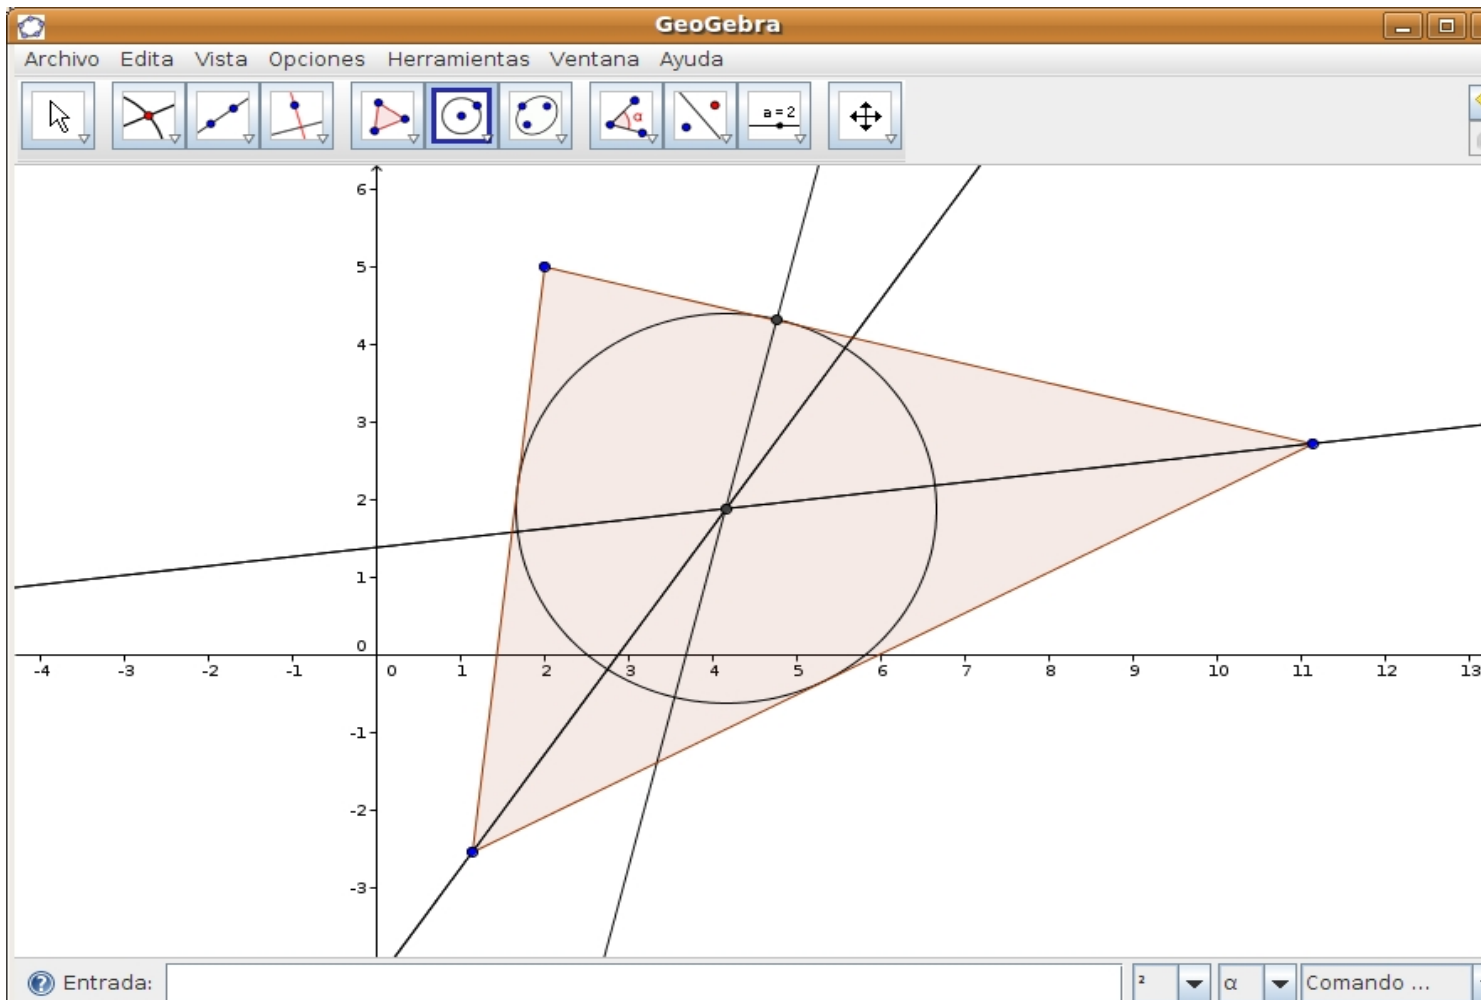 GeoGebra
Archivo Edita Vista Opciones Herramientas Ventana Ayuda
α a = 2
6
5
4
3
2
1
0
-4 -3 -2 -1 0 1 2 3 4 5 6 7 8 9 10 11 12 13
-1
-2
-3
Entrada: ² α Comando ...